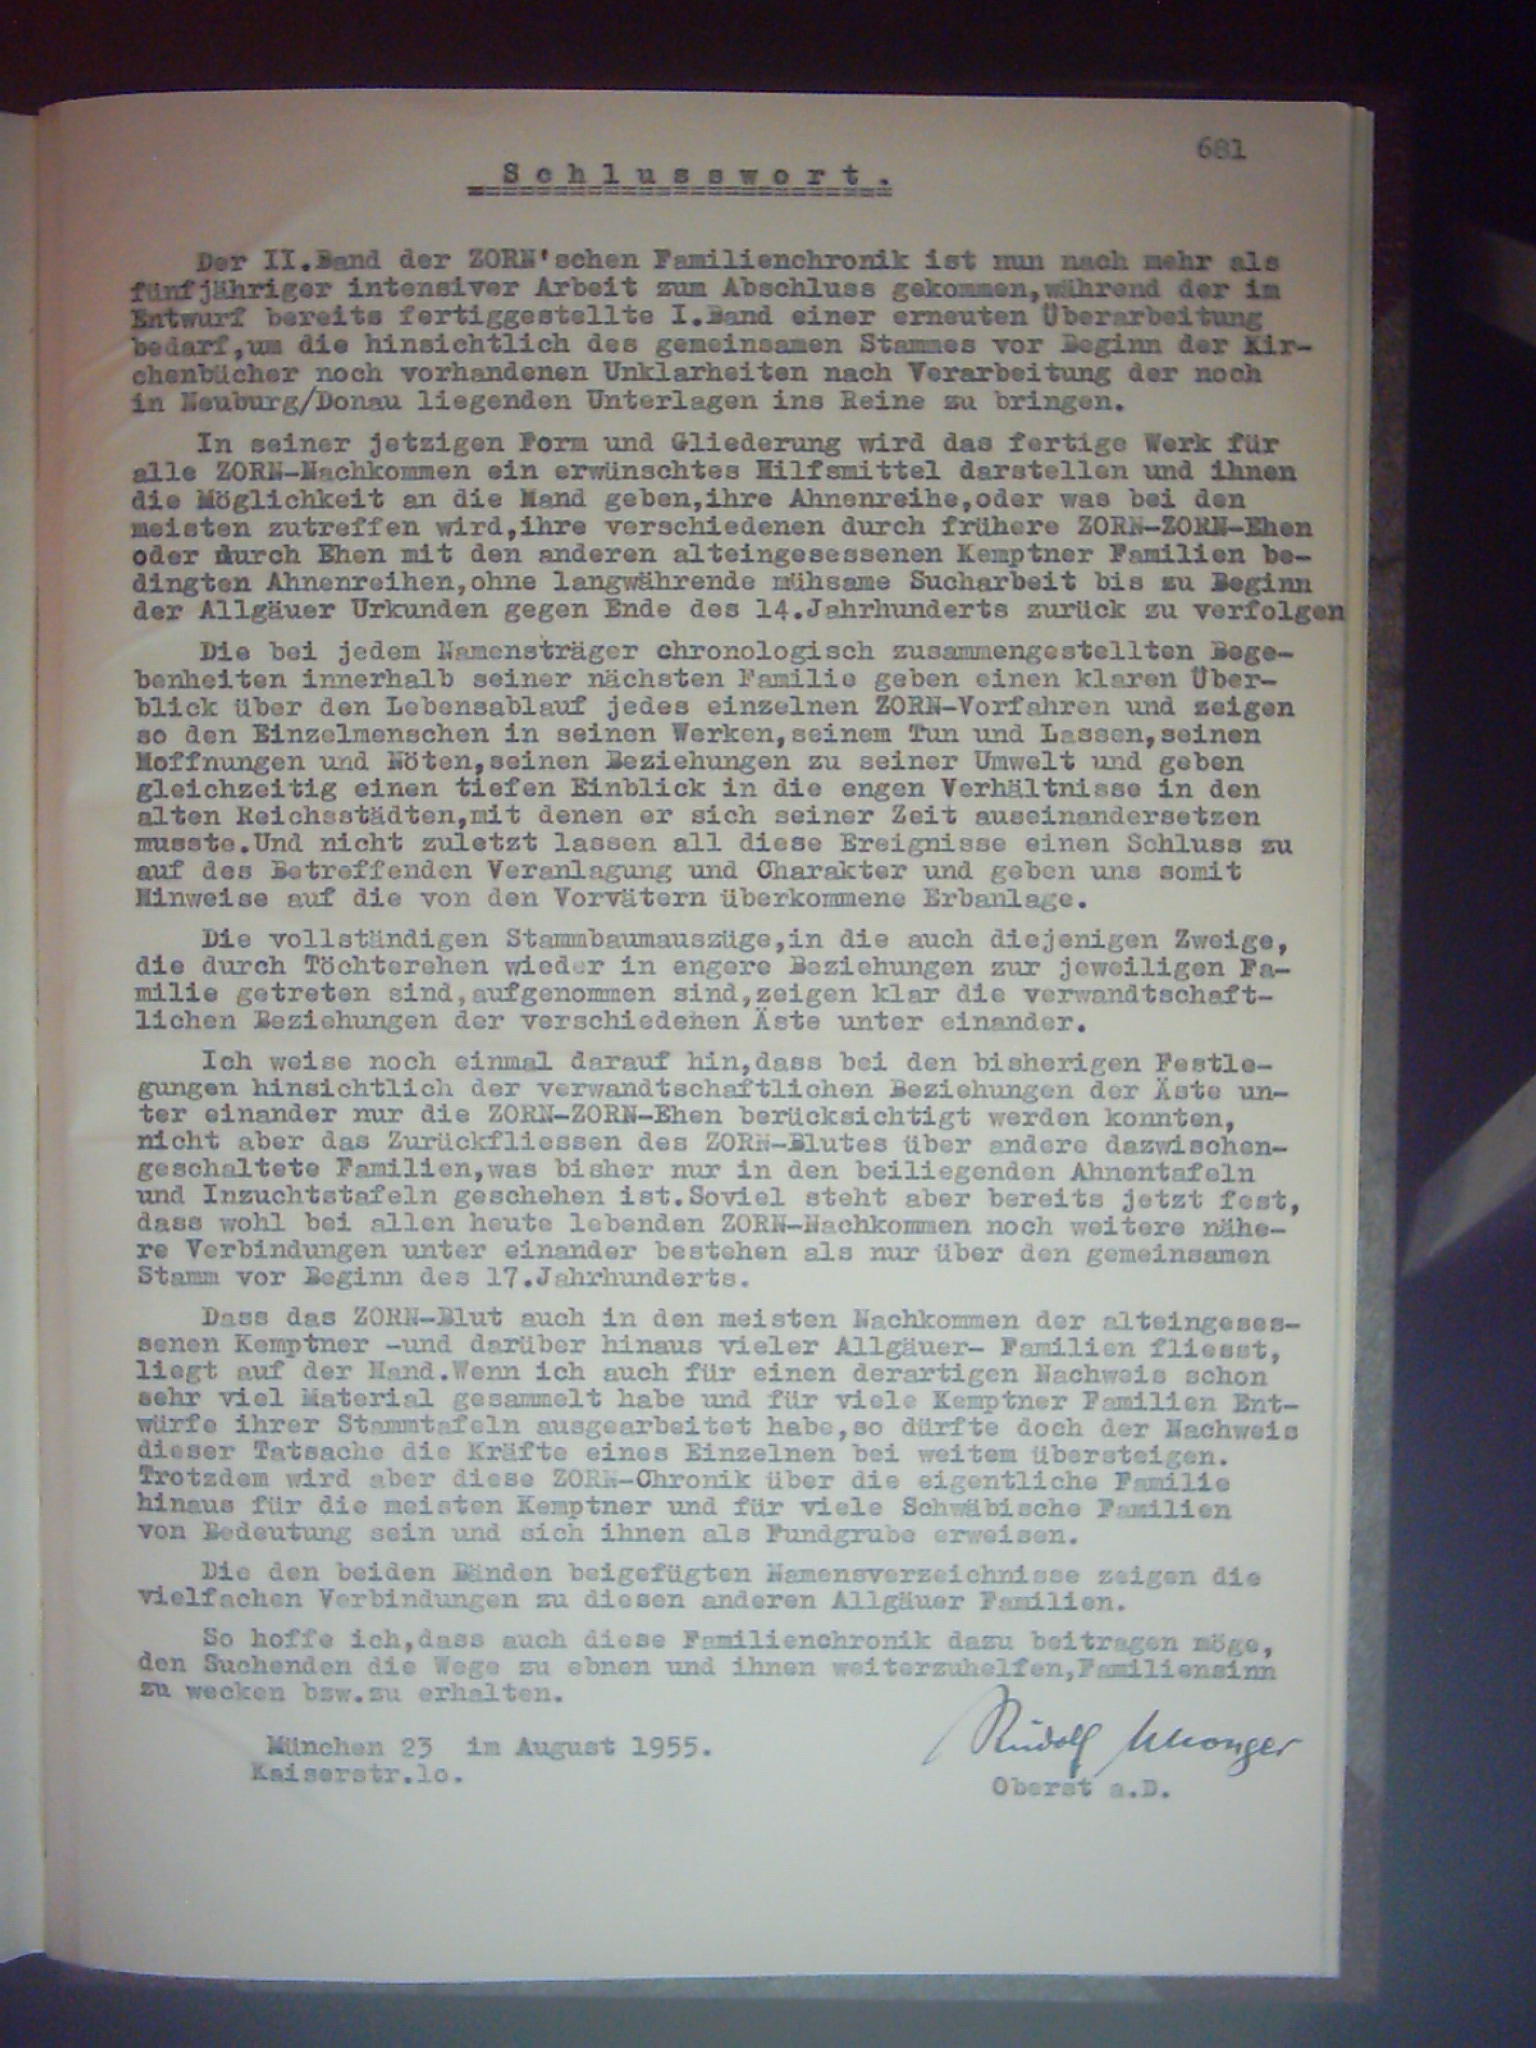 681
Schlusswort.
Der II.Band der ZORN'schen Familienchronik ist nun nach mehr als
fünfjähriger intensiver Arbeit zum Abschluss gekommen,während der im
Entwurf bereits fertiggestellte I.Band einer erneuten Überarbeitung
bedarf,um die hinsichtlich des gemeinsamen Stammes vor Beginn der Kir-
chenbücher noch vorhandenen Unklarheiten nach Verarbeitung der noch
in Neuburg/Donau liegenden Unterlagen ins Reine zu bringen.
In seiner jetzigen Form und Gliederung wird das fertige Werk für
alle ZORN-Nachkommen ein erwünschtes Hilfsmittel darstellen und ihnen
die Möglichkeit an die Hand geben,ihre Ahnenreihe,oder was bei den
meisten zutreffen wird,ihre verschiedenen durch frühere ZORN-ZORN-Ehen
oder durch Ehen mit den anderen alteingesessenen Kemptner Familien be-
dingten Ahnenreihen,ohne langwährende mühsame Sucharbeit bis zu Beginn
der Allgäuer Urkunden gegen Ende des 14.Jahrhunderts zurück zu verfolgen
Die bei jedem Namensträger chronologisch zusammengestellten Bege-
benheiten innerhalb seiner nächsten Familie geben einen klaren Über-
blick über den Lebensablauf jedes einzelnen ZORN-Vorfahren und zeigen
so den Einzelmenschen in seinen Werken,seinem Tun und Lassen,seinen
Hoffnungen und Nöten,seinen Beziehungen zu seiner Umwelt und geben
gleichzeitig einen tiefen Einblick in die engen Verhältnisse in den
alten Reichsstädten,mit denen er sich seiner Zeit auseinandersetzen
musste.Und nicht zuletzt lassen all diese Ereignisse einen Schluss zu
auf des Betreffenden Veranlagung und Charakter und geben uns somit
Hinweise auf die von den Vorvätern überkommene Erbanlage.
Die vollständigen Stammbaumauszüge,in die auch diejenigen Zweige,
die durch Töchterehen wieder in engere Beziehungen zur jeweiligen Fa-
milie getreten sind,aufgenommen sind,zeigen klar die verwandtschaft-
lichen Beziehungen der verschiedenen Äste unter einander.
Ich weise noch einmal darauf hin,dass bei den bisherigen Festle-
gungen hinsichtlich der verwandtschaftlichen Beziehungen der Äste un-
ter einander nur die ZORN-ZORN-Ehen berücksichtigt werden konnten,
nicht aber das Zurückfliessen des ZORN-Blutes über andere dazwischen-
geschaltete Familien,was bisher nur in den beiliegenden Ahnentafeln
und Inzuchtstafeln geschehen ist.Soviel steht aber bereits jetzt fest,
dass wohl bei allen heute lebenden ZORN-Nachkommen noch weitere nähe-
re Verbindungen unter einander bestehen als nur über den gemeinsamen
Stamm vor Beginn des 17.Jahrhunderts.
Dass das ZORN-Blut auch in den meisten Nachkommen der alteingeses-
senen Kemptner -und darüber hinaus vieler Allgäuer- Familien fliesst,
liegt auf der Hand.Wenn ich auch für einen derartigen Nachweis schon
sehr viel Material gesammelt habe und für viele Kemptner Familien Ent-
würfe ihrer Stammtafeln ausgearbeitet habe,so dürfte doch der Nachweis
dieser Tatsache die Kräfte eines Einzelnen bei weitem übersteigen.
Trotzdem wird aber diese ZORN-Chronik über die eigentliche Familie
hinaus für die meisten Kemptner und für viele Schwäbische Familien
von Bedeutung sein und sich ihnen als Fundgrube erweisen.
Die den beiden Bänden beigefügten Namensverzeichnisse zeigen die
vielfachen Verbindungen zu diesen anderen Allgäuer Familien.
So hoffe ich,dass auch diese Familienchronik dazu beitragen möge,
den Suchenden die Wege zu ebnen und ihnen weiterzuhelfen,Familiensinn
zu wecken bzw.zu erhalten.
München 23 im August 1955.
Kaiserstr.10.
Rudolf
Oberst a.D.